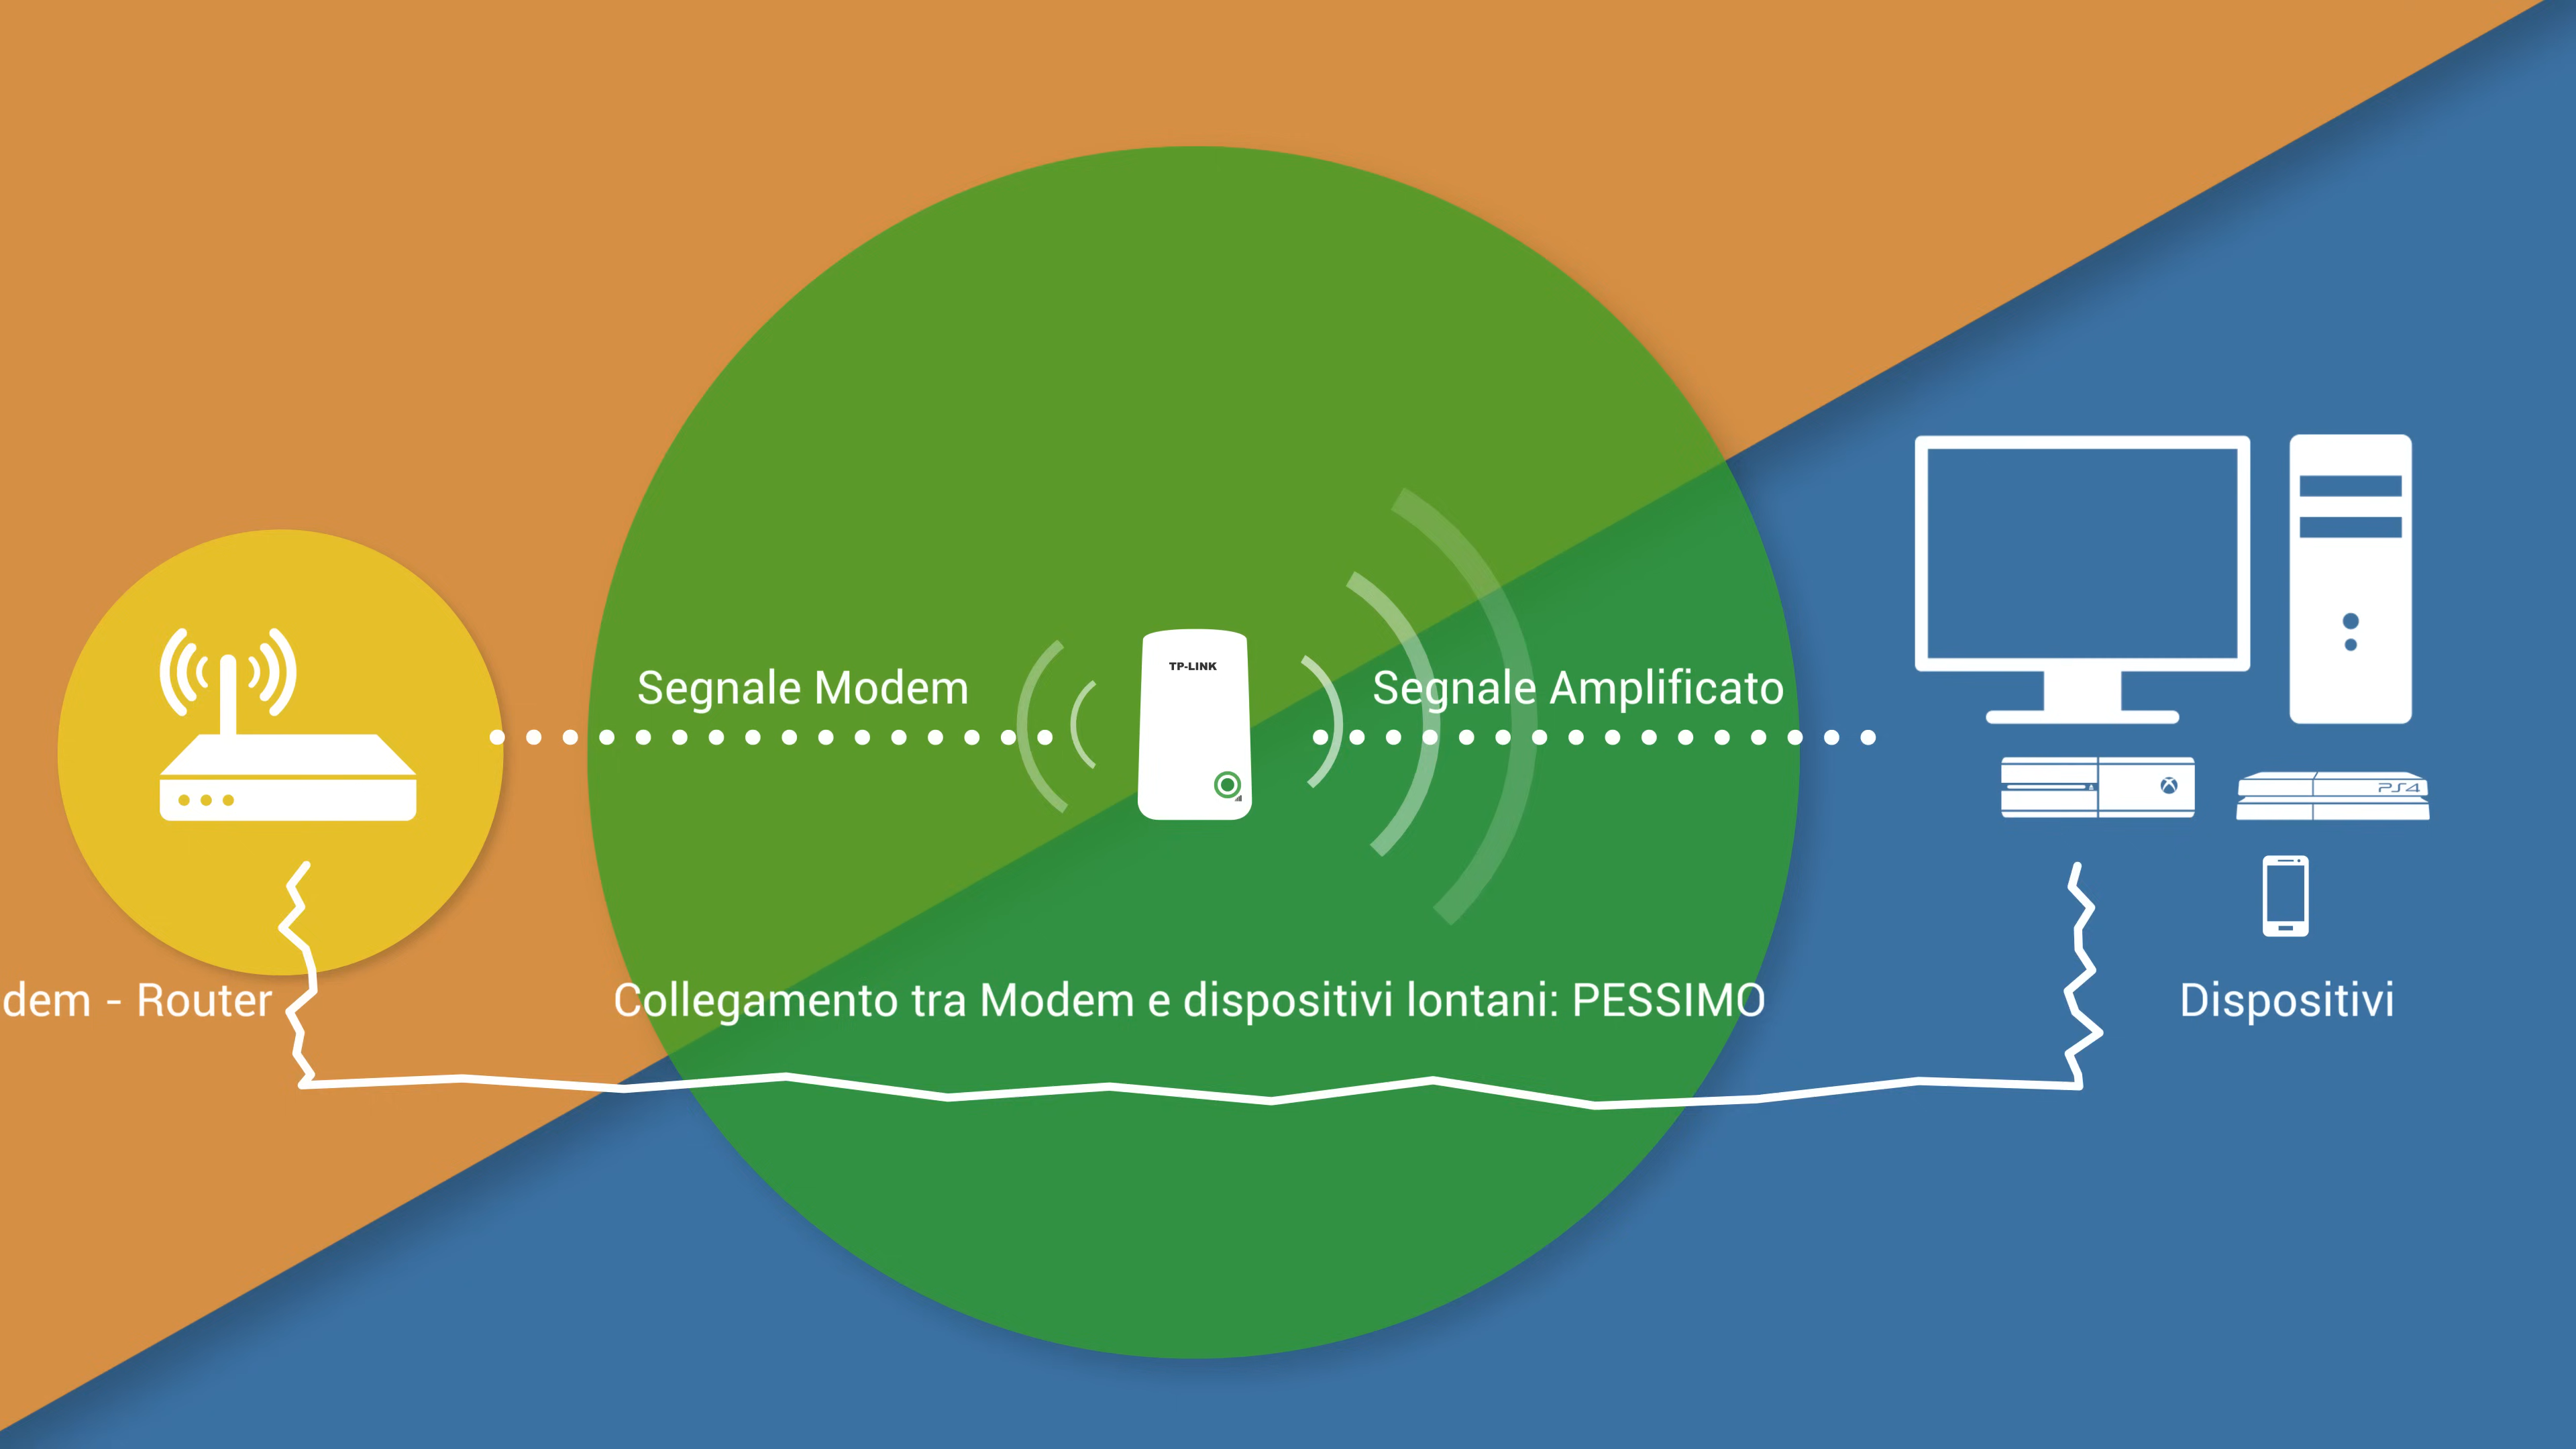 TP-LINK
Segnale Modem
Segnale Amplificato
PS4
dem - Router
Collegamento tra Modem e dispositivi lontani: PESSIMO
Dispositivi